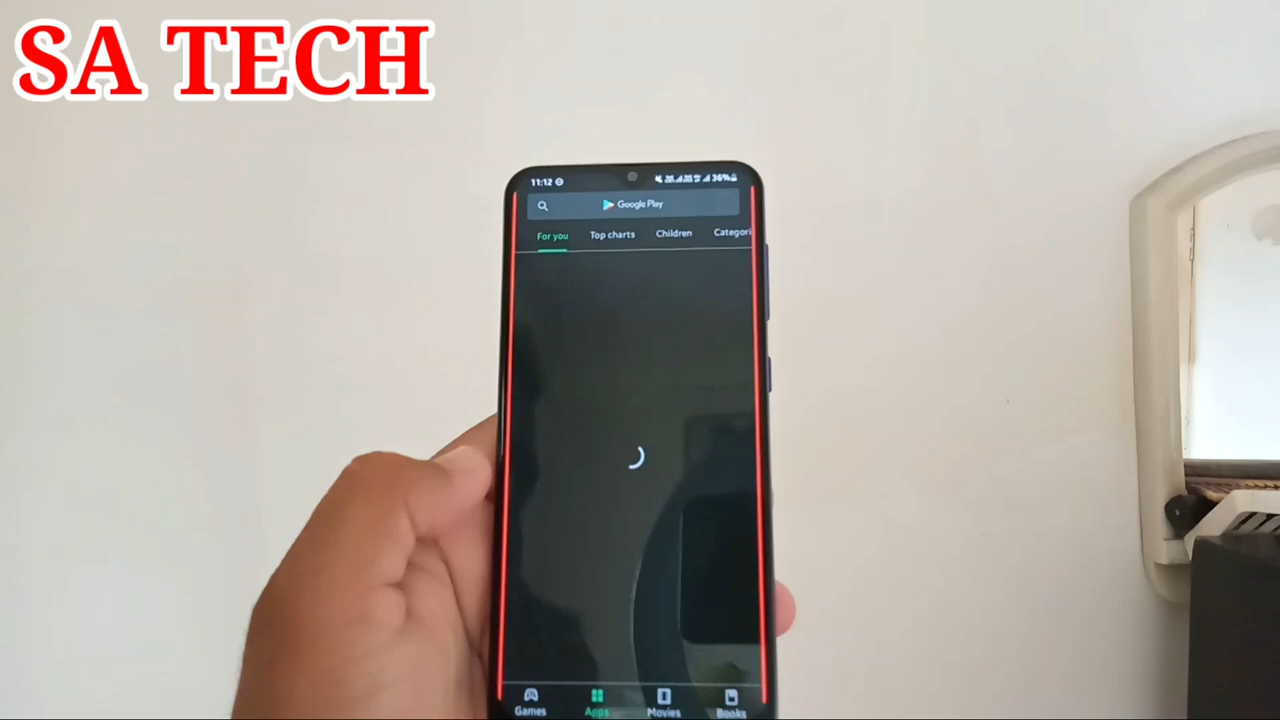 SA TECH
11:12
36%
Google Play
For you Top charts Children Categori
Games Apps Movies Books